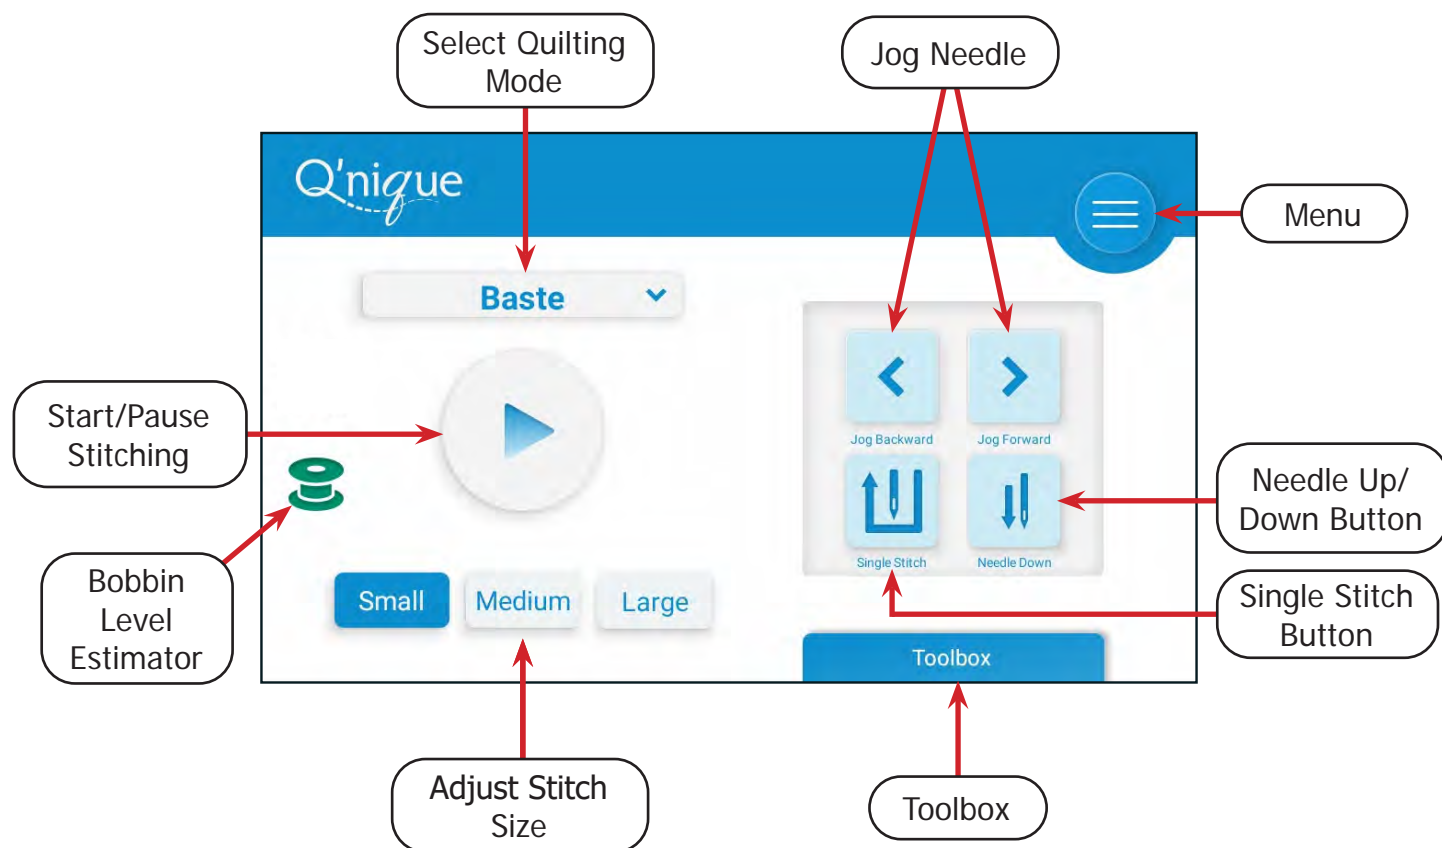 Select Quilting
Mode
Jog Needle
Q'nique
Menu
Baste
Start/Pause
Stitching
Jog Backward
Jog Forward
Needle Up/
Down Button
Single Stitch
Needle Down
Bobbin
Level
Estimator
Small
Medium
Large
Single Stitch
Button
Toolbox
Adjust Stitch
Size
Toolbox